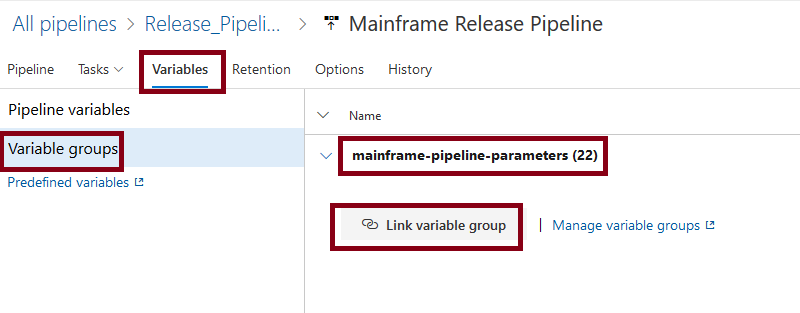 All pipelines > Release_Pipeli... > Mainframe Release Pipeline
Pipeline Tasks Variables Retention Options History
Pipeline variables
Variable groups
Predefined variables
Name
mainframe-pipeline-parameters (22)
Link variable group | Manage variable groups